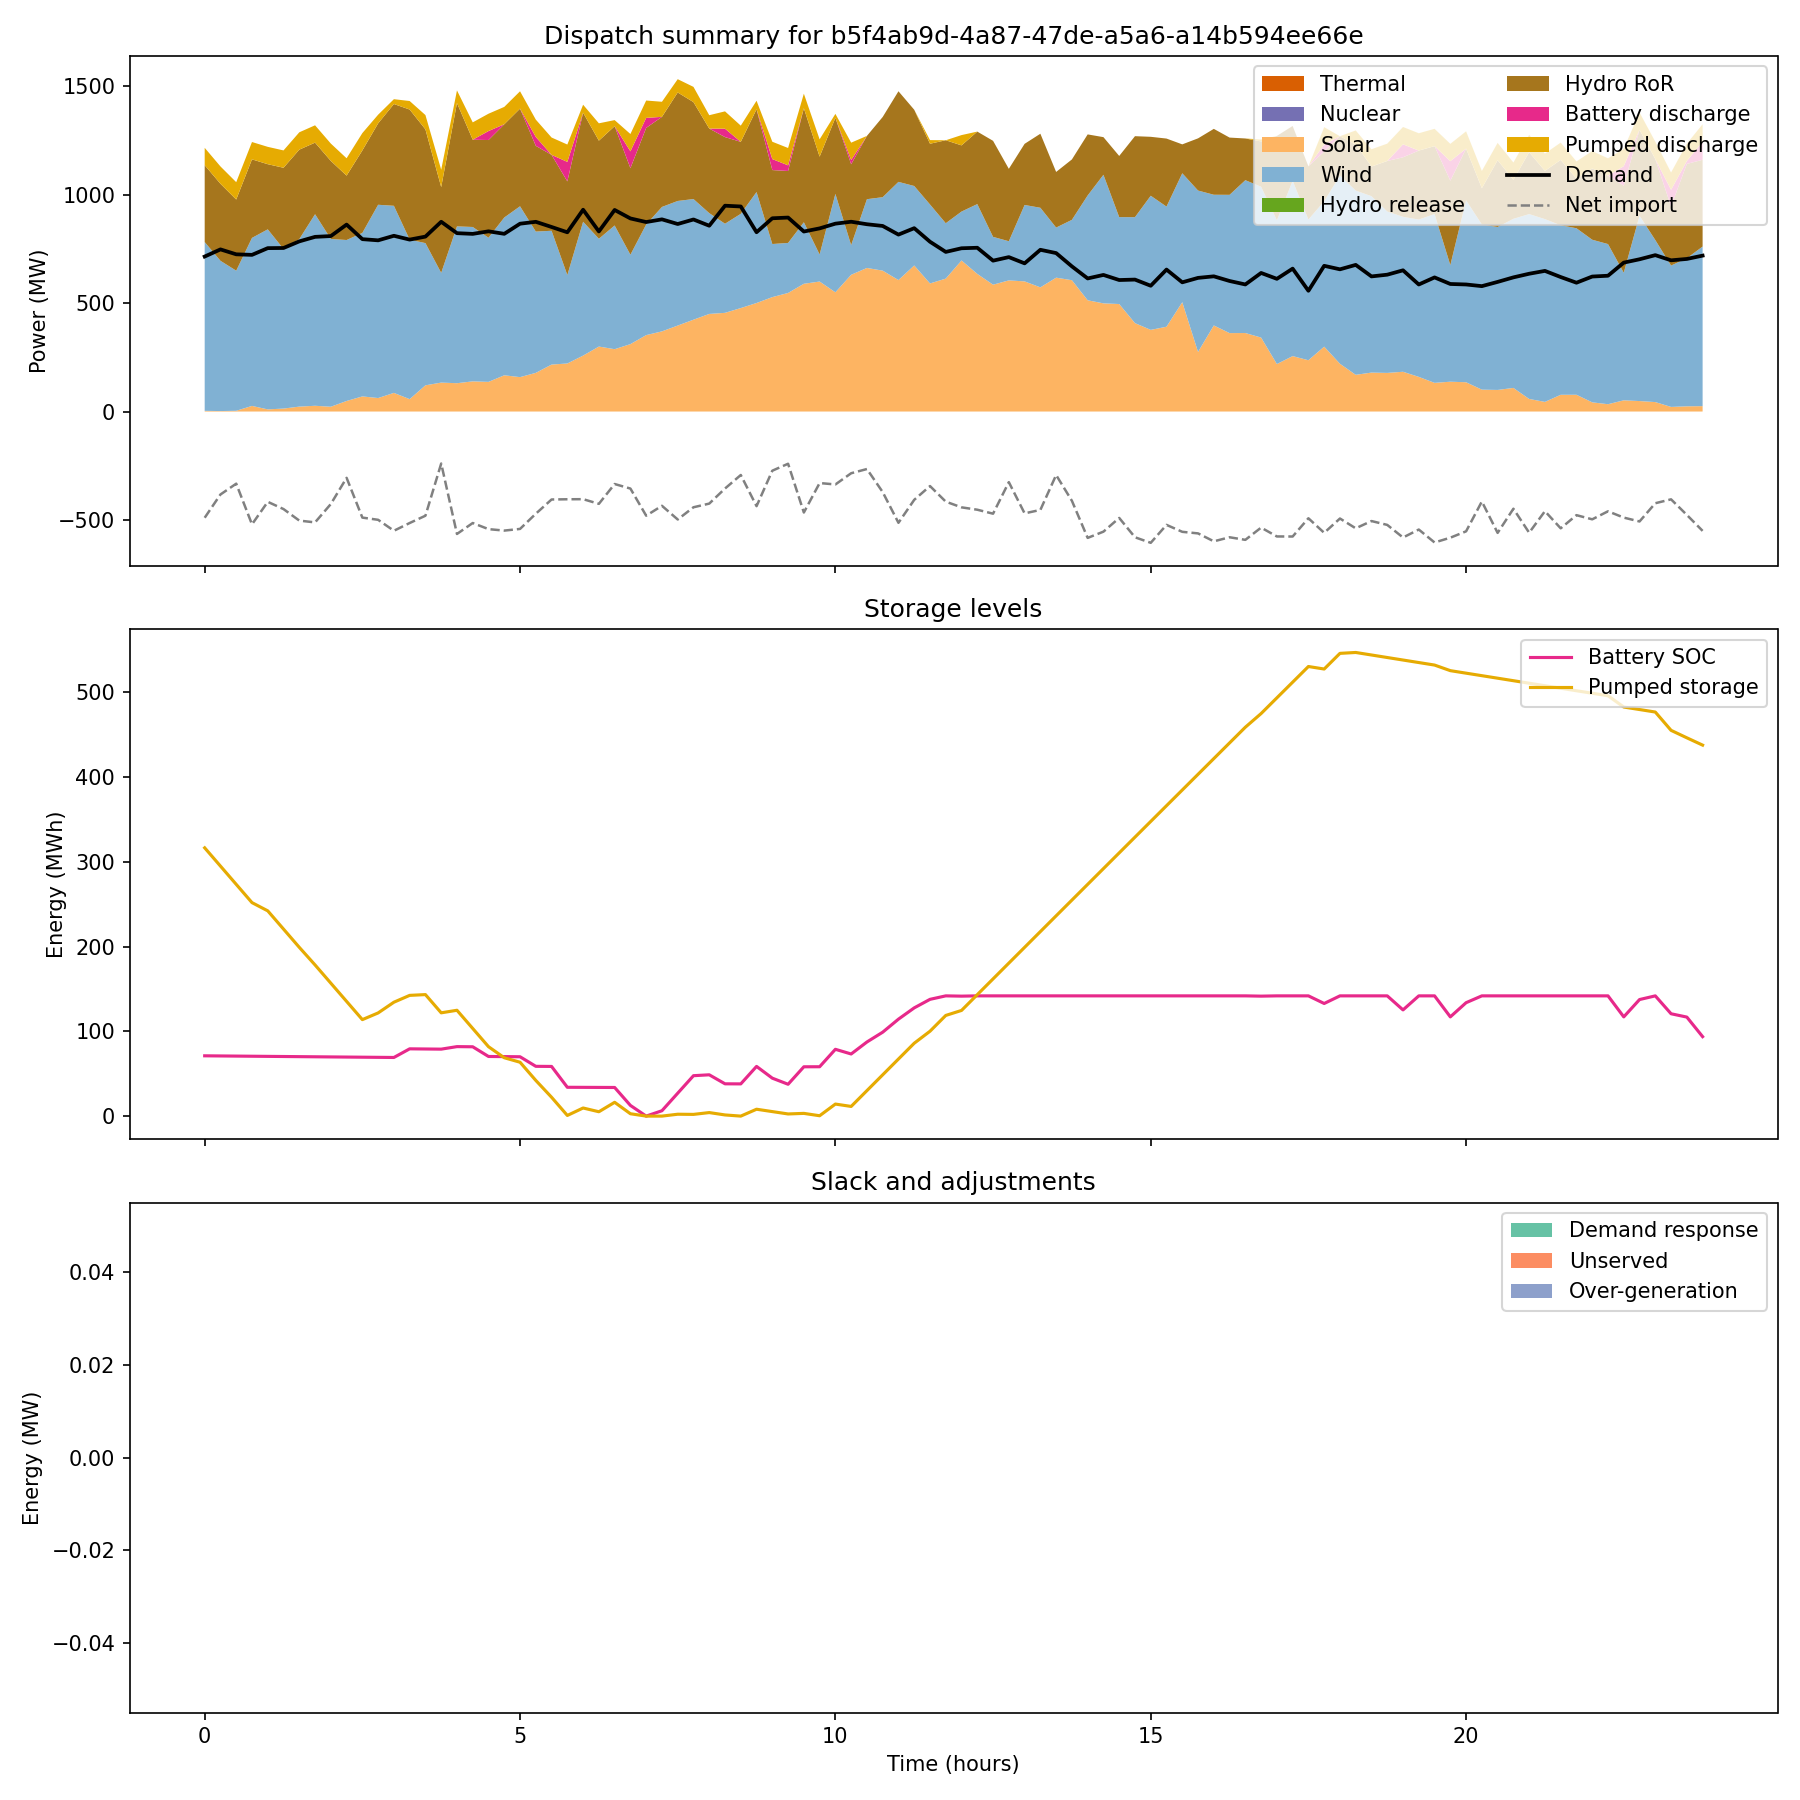 Dispatch summary for b5f4ab9d-4a87-47de-a5a6-a14b594ee66e
Power (MW)
1500
1000
500
0
−500
Thermal
Nuclear
Solar
Wind
Hydro release
Hydro RoR
Battery discharge
Pumped discharge
Demand
Net import
Storage levels
Energy (MWh)
500
400
300
200
100
0
Battery SOC
Pumped storage
Slack and adjustments
Energy (MW)
0.04
0.02
0.00
−0.02
−0.04
Demand response
Unserved
Over-generation
0
5
10
15
20
Time (hours)